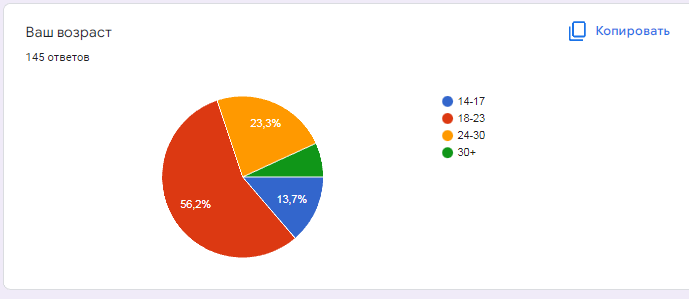 Ваш возраст
Копировать
145 ответов
23,3%
56,2%
13,7%
14-17
18-23
24-30
30+